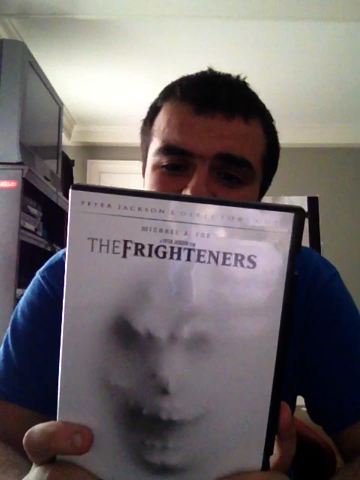 PETER JACKSON'S DIRECTOR'S CUT
MICHAEL J. FOX
THE FRIGHTENERS